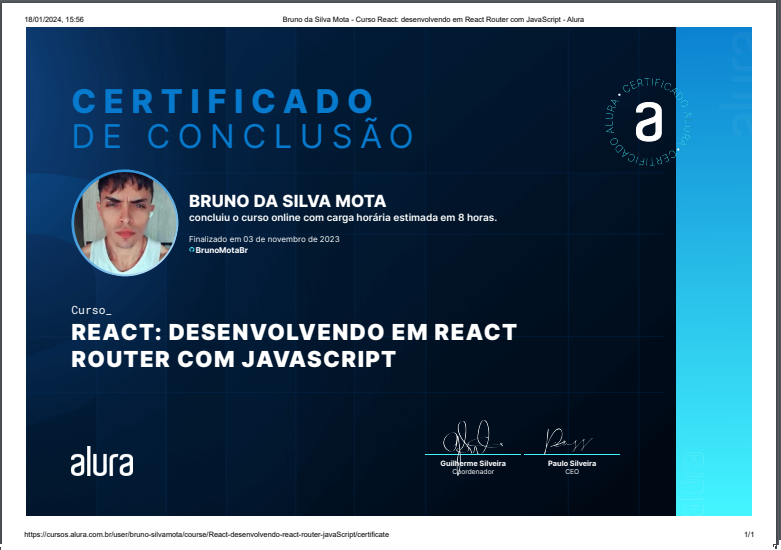 18/01/2024, 15:56
Bruno da Silva Mota - Curso React: desenvolvendo em React Router com JavaScript - Alura
CERTIFICADO
DE CONCLUSÃO
CERTIFICADO ALURA • CERTIFICADO ALURA •
a
alura
BRUNO DA SILVA MOTA
concluiu o curso online com carga horária estimada em 8 horas.
Finalizado em 03 de novembro de 2023
BrunoMotaBr
Curso_
REACT: DESENVOLVENDO EM REACT
ROUTER COM JAVASCRIPT
alura
Guilherme Silveira
Coordenador
Paulo Silveira
CEO
alura
https://cursos.alura.com.br/user/bruno-silvamota/course/React-desenvolvendo-react-router-javaScript/certificate
1/1